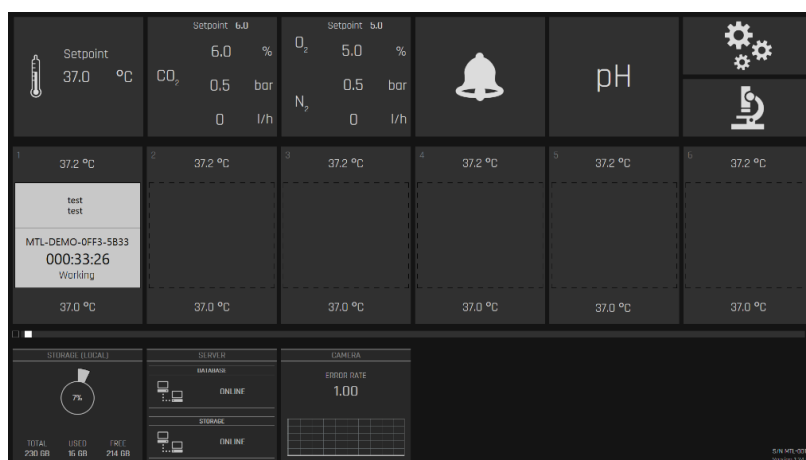 Setpoint
37.0 °C
Setpoint 6.0
6.0 %
CO2
0.5 bar
0 l/h
Setpoint 5.0
O2
5.0 %
0.5 bar
N2
0 l/h
pH
1
37.2 °C
test
test
MTL-DEMO-0FF3-5B33
000:33:26
Working
37.0 °C
2
37.2 °C
37.0 °C
3
37.2 °C
37.0 °C
4
37.2 °C
37.0 °C
5
37.2 °C
37.0 °C
6
37.2 °C
37.0 °C
STORAGE (LOCAL)
7%
TOTAL USED FREE
230 GB 16 GB 214 GB
SERVER
DATABASE
ONLINE
STORAGE
ONLINE
CAMERA
ERROR RATE
1.00
S/N